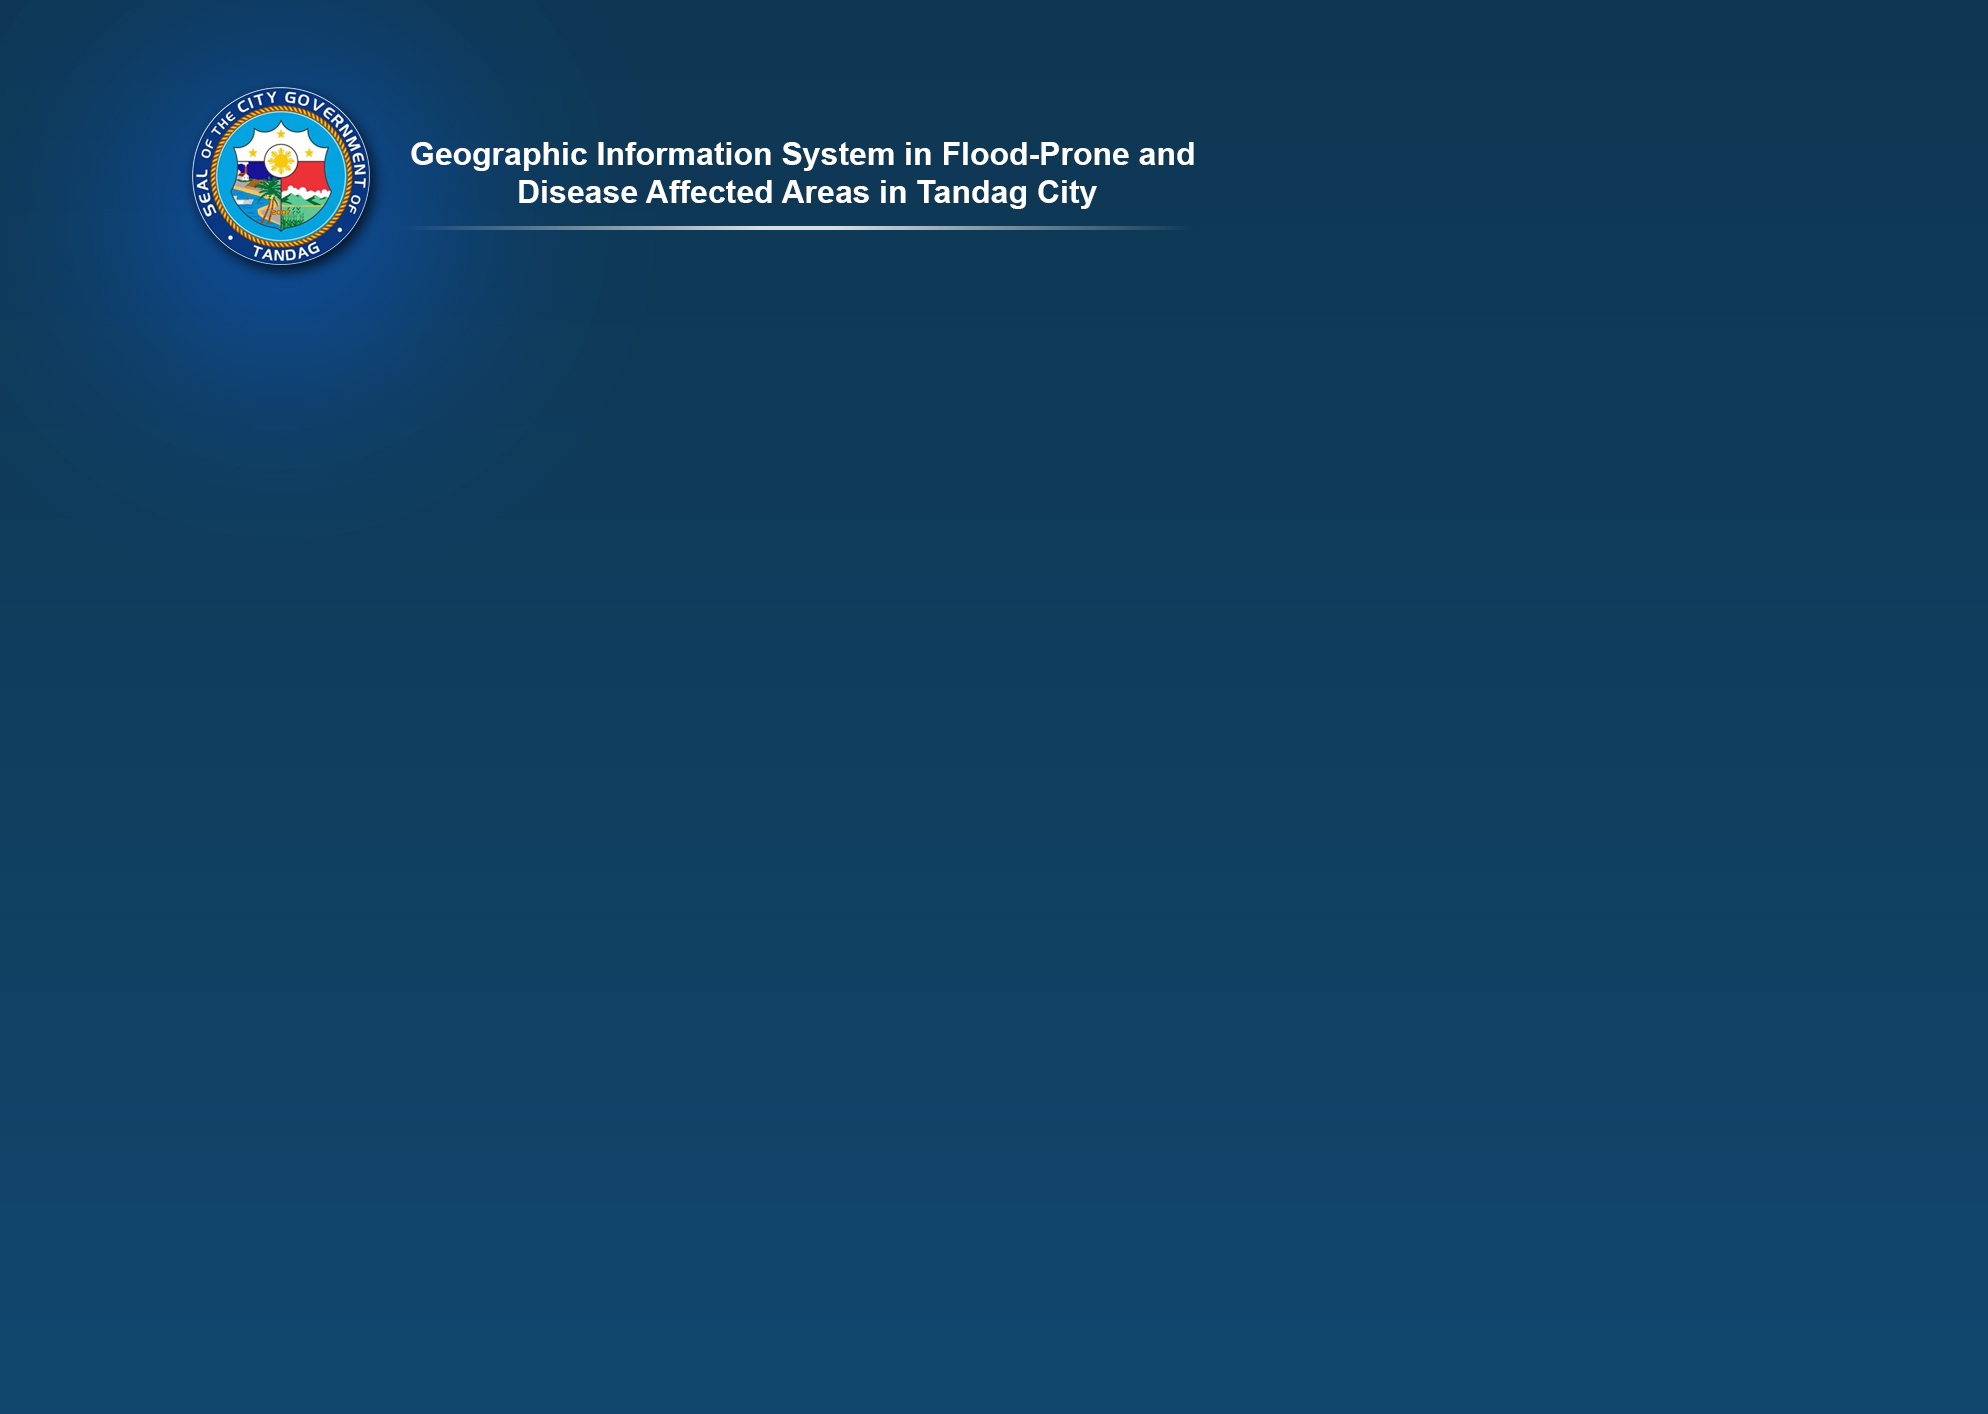 SEAL OF THE CITY GOVERNMENT OF
TANDAG
Geographic Information System in Flood-Prone and
Disease Affected Areas in Tandag City